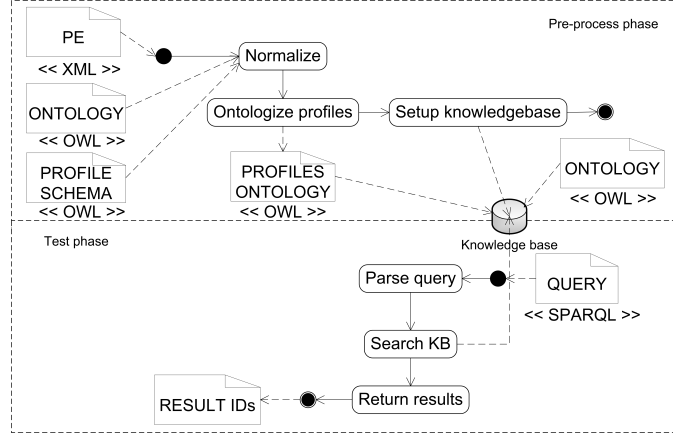 Pre-process phase
PE
<< XML >>
Normalize
ONTOLOGY
<< OWL >>
Ontologize profiles
Setup knowledgebase
PROFILE
SCHEMA
<< OWL >>
PROFILES
ONTOLOGY
<< OWL >>
ONTOLOGY
<< OWL >>
Knowledge base
Test phase
Parse query
QUERY
<< SPARQL >>
Search KB
Return results
RESULT IDs